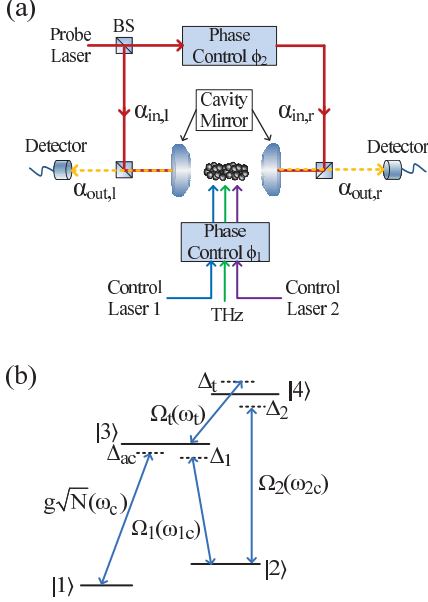 (a)
BS
Probe
Laser
Phase
Control ϕ₂
Cavity
Mirror
αin,l
αin,r
Detector
Detector
αout,l
αout,r
Phase
Control ϕ₁
Control
Laser 1
THz
Control
Laser 2
(b)
Δt
|4⟩
Δ₂
Ωt(ωt)
|3⟩
Δac
Δ₁
Ω₂(ω₂c)
g√N(ωc)
Ω₁(ω₁c)
|2⟩
|1⟩